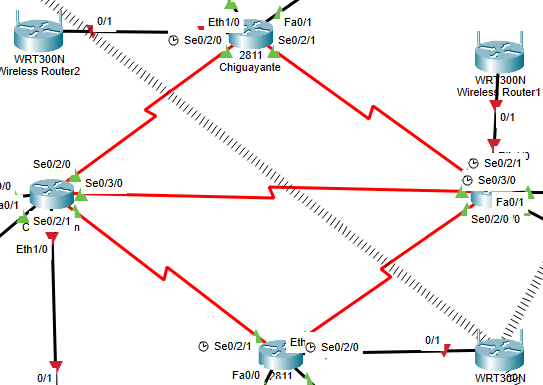 0/1
Eth1/0
Fa0/1
Se0/2/0
Se0/2/1
2811
Chiguayante
WRT300N
Wireless Router2
WRT300N
Wireless Router1
0/1
Se0/2/1
Se0/3/0
Se0/2/0
Se0/3/0
Fa0/1
Se0/2/0
Se0/2/1
Eth1/0
Se0/2/1
Eth
Se0/2/0
0/1
Fa0/0
2811
WRT300N
0/1